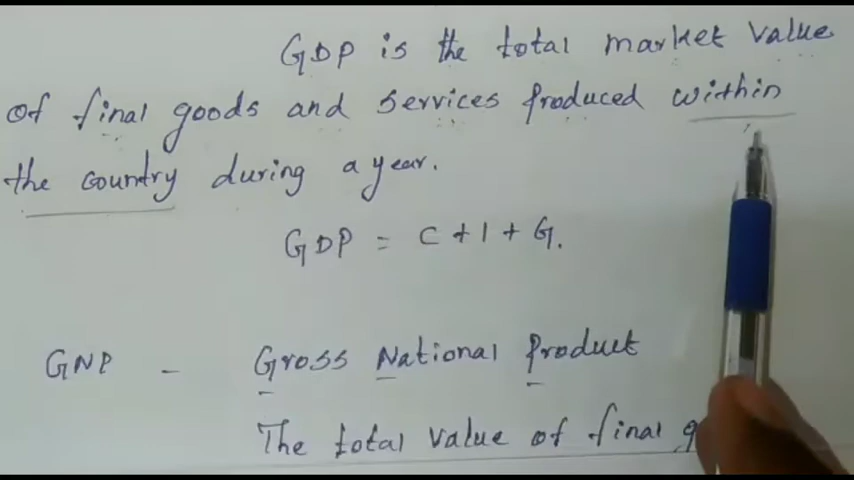 GDP is the total market value
of final goods and services produced within
the country during a year.
GDP = C + I + G.
GNP - Gross National Product
The total value of final